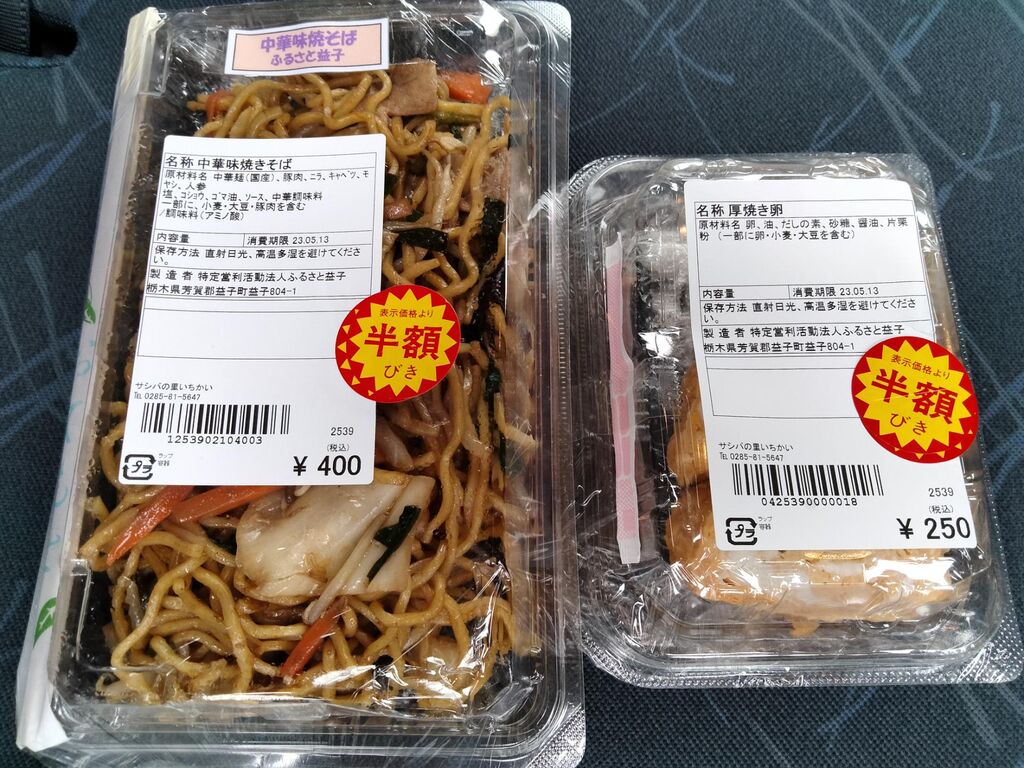 中華味焼そば
ふるさと益子
名称 中華味焼きそば
原材料名 中華麺(国産)、豚肉、ニラ、キャベツ、モ
ヤシ、人参
塩、コショウ、ゴマ油、ソース、中華調味料
一部に、小麦・大豆・豚肉を含む
/調味料(アミノ酸)
内容量 消費期限 23.05.13
保存方法 直射日光、高温多湿を避けてくださ
い。
製造者 特定営利活動法人ふるさと益子
栃木県芳賀郡益子町益子804-1
表示価格より
半額
びき
サシバの里いちかい
TEL 0285-81-5647
1253902104003
2539
(税込)
プラ
ラップ
¥ 400
名称 厚焼き卵
原材料名 卵、油、だしの素、砂糖、醤油、片栗
粉 (一部に卵・小麦・大豆を含む)
内容量 消費期限 23.05.13
保存方法 直射日光、高温多湿を避けてくださ
い。
製造者 特定営利活動法人ふるさと益子
栃木県芳賀郡益子町益子804-1
表示価格より
半額
びき
サシバの里いちかい
TEL 0285-81-5647
0425390000018
2539
(税込)
プラ
ラップ
¥ 250